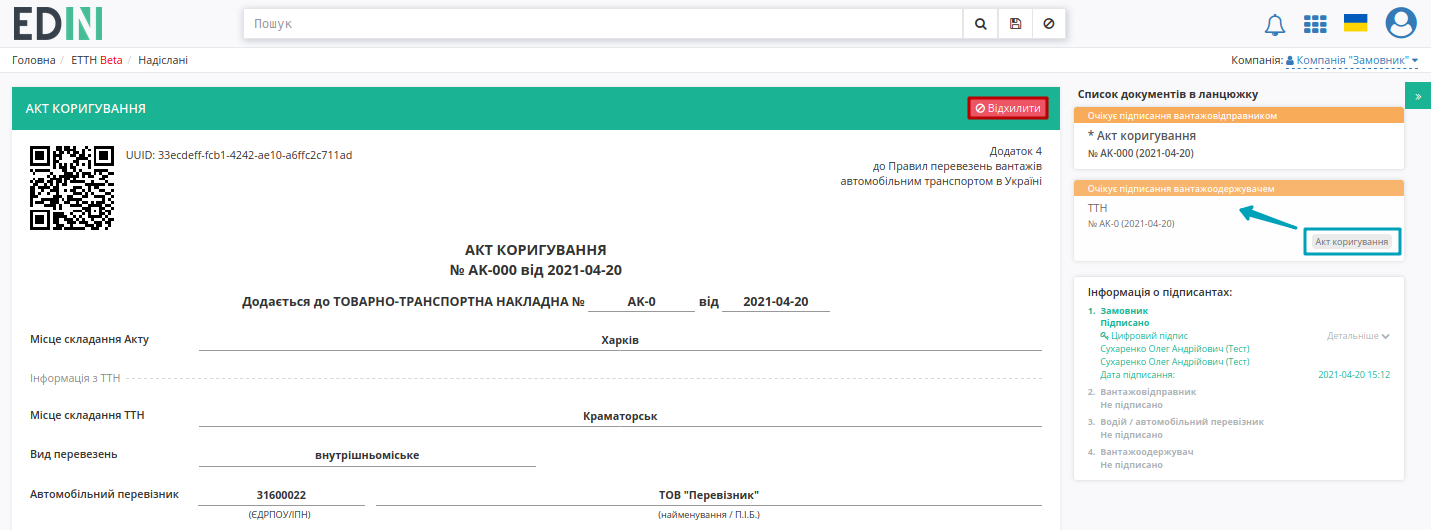 EDIN
Пошук
Головна / ЕТТН Beta / Надіслані
Компанія: Компанія "Замовник"
АКТ КОРИГУВАННЯ
Відхилити
UUID: 33ecdeff-fcb1-4242-ae10-a6ffc2c711ad
Додаток 4
до Правил перевезень вантажів
автомобільним транспортом в Україні
АКТ КОРИГУВАННЯ
№ АК-000 від 2021-04-20
Додається до ТОВАРНО-ТРАНСПОРТНА НАКЛАДНА № АК-0 від 2021-04-20
Місце складання Акту Харків
Інформація з ТТН
Місце складання ТТН Краматорськ
Вид перевезень внутрішньоміське
Автомобільний перевізник 31600022 ТОВ "Перевізник"
(ЄДРПОУ/ІПН) (найменування / П.І.Б.)
Список документів в ланцюжку
»
Очікує підписання вантажовідправником
* Акт коригування
№ АК-000 (2021-04-20)
Очікує підписання вантажоодержувачем
ТТН
№ АК-0 (2021-04-20)
Акт коригування
Інформація о підписантах:
1. Замовник
Підписано
Цифровий підпис Детальніше
Сухаренко Олег Андрійович (Тест)
Сухаренко Олег Андрійович (Тест)
Дата підписання: 2021-04-20 15:12
2. Вантажовідправник
Не підписано
3. Водій / автомобільний перевізник
Не підписано
4. Вантажоодержувач
Не підписано